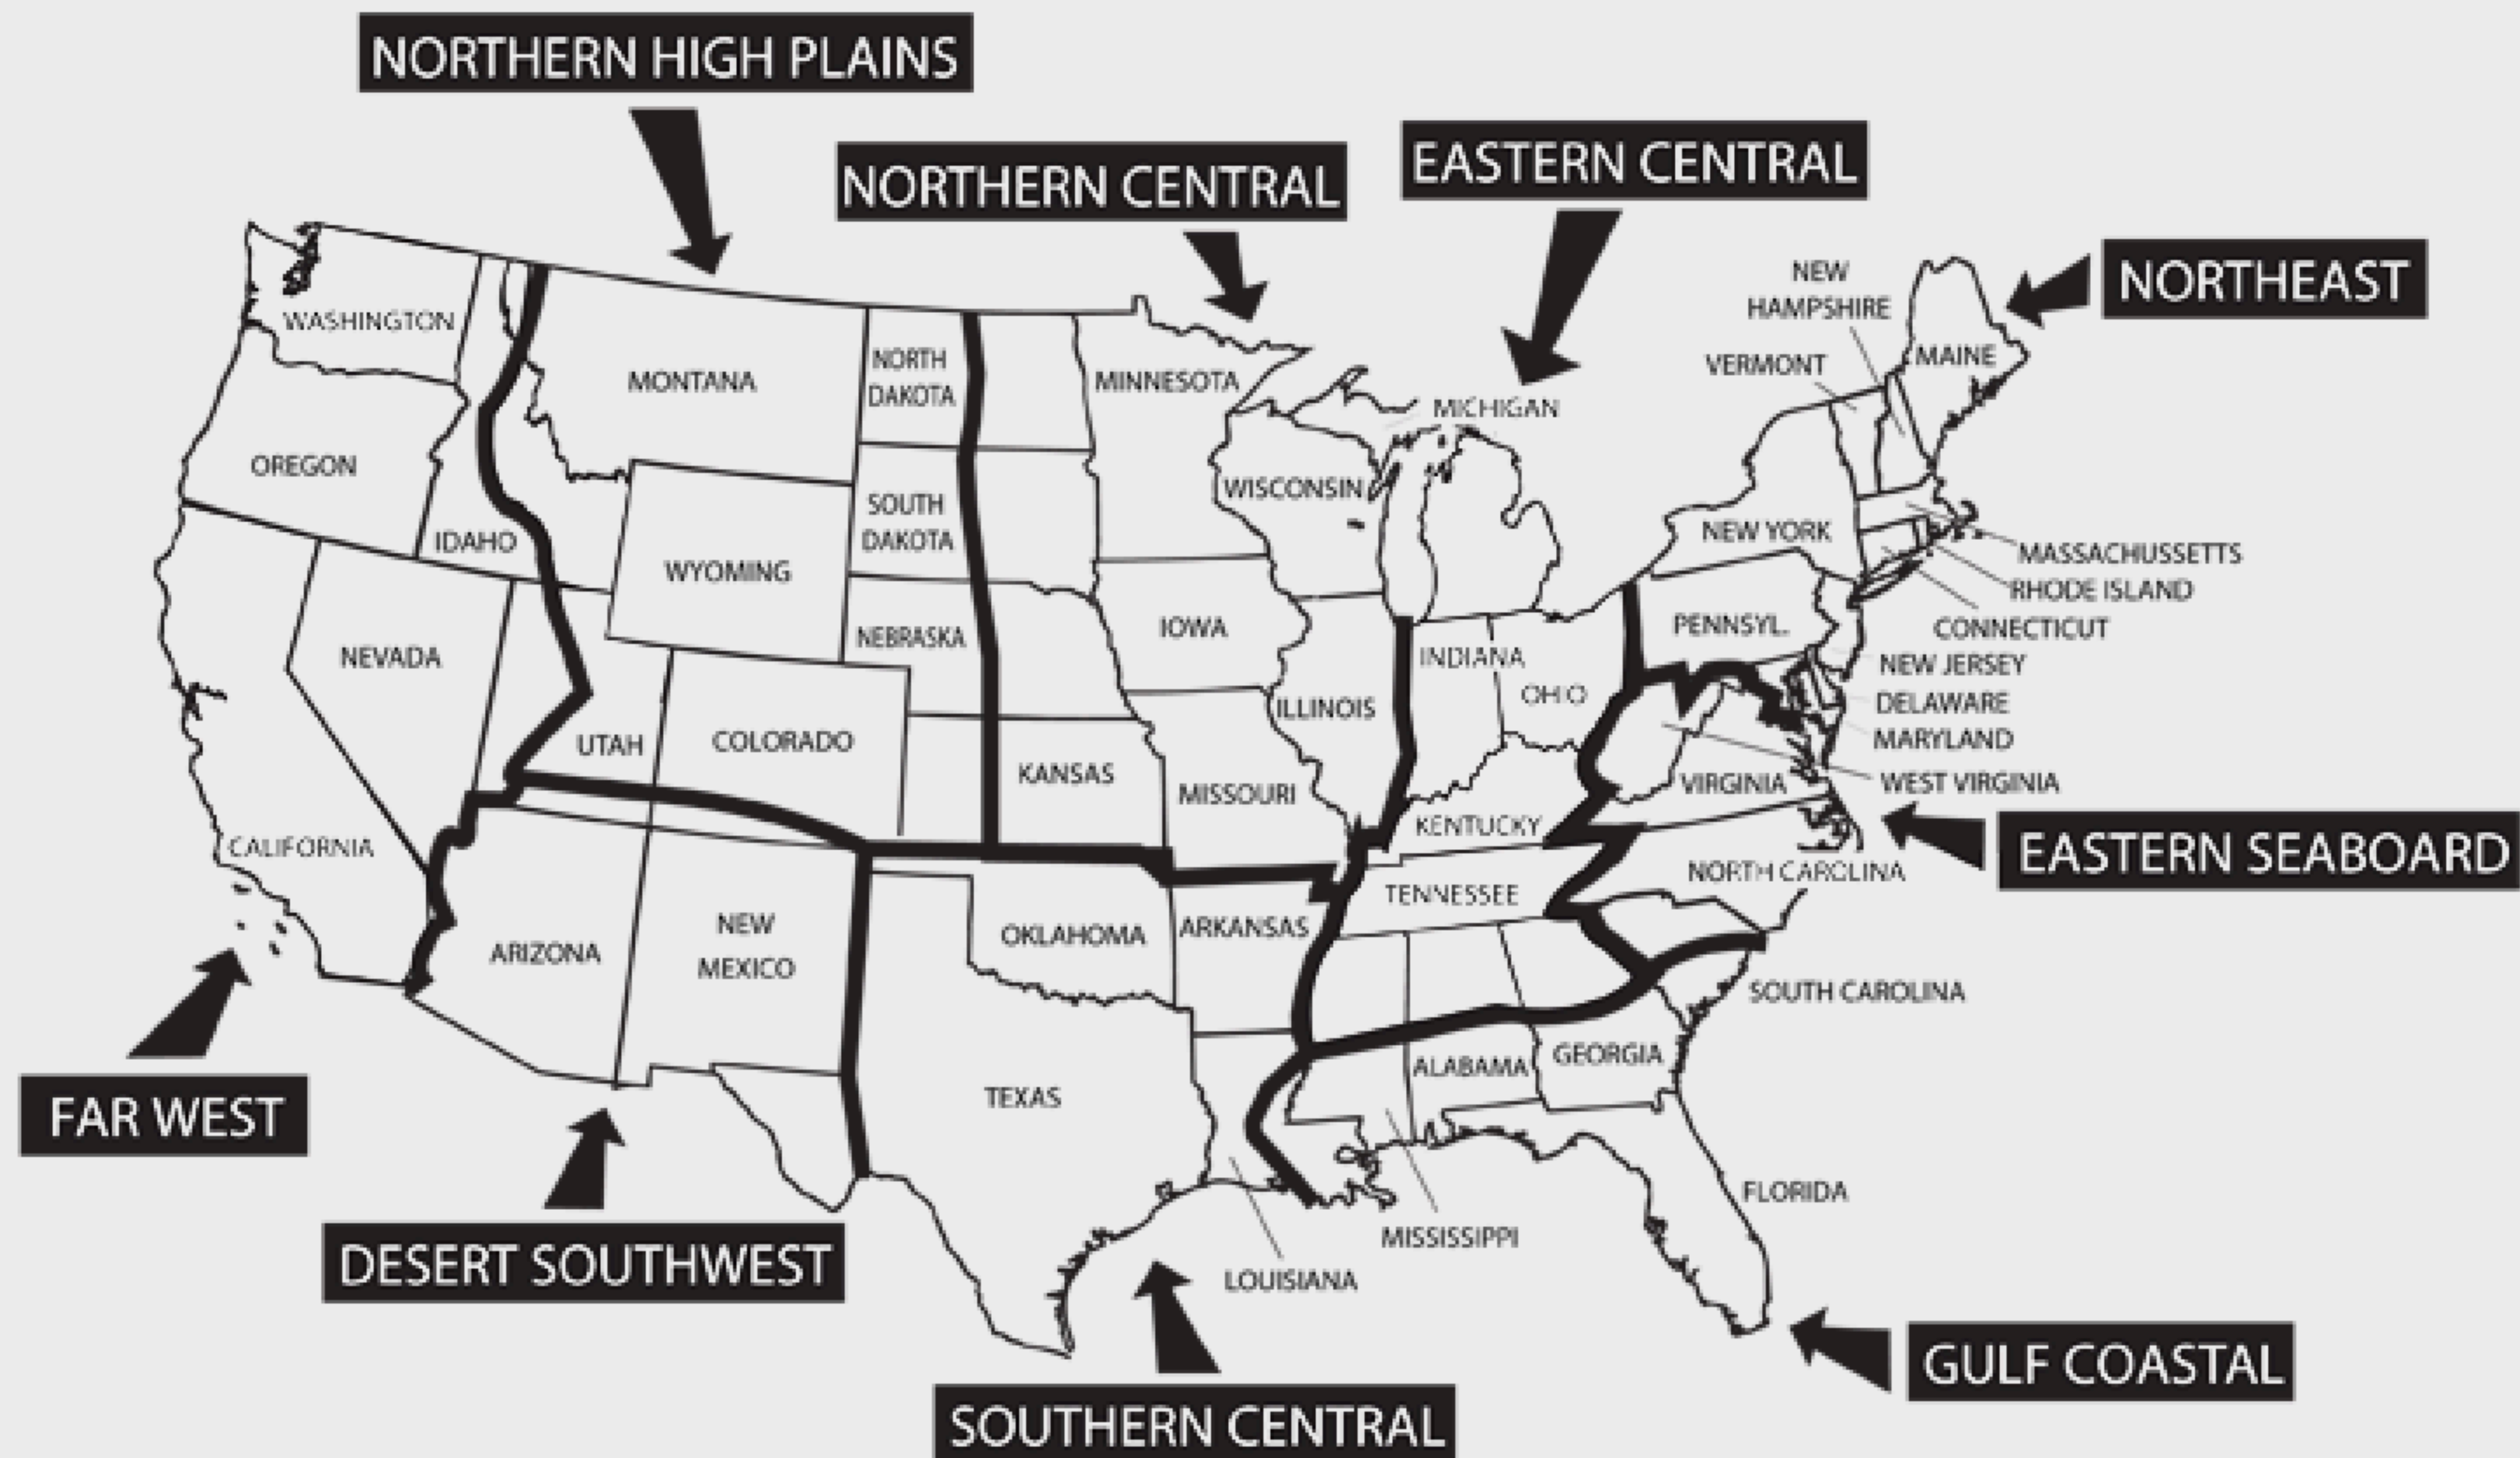 NORTHERN HIGH PLAINS
EASTERN CENTRAL
NORTHERN CENTRAL
NORTHEAST
NEW
HAMPSHIRE
WASHINGTON
MAINE
VERMONT
NORTH
DAKOTA
MONTANA
MINNESOTA
MICHIGAN
OREGON
WISCONSIN
SOUTH
DAKOTA
NEW YORK
IDAHO
MASSACHUSSETTS
WYOMING
RHODE ISLAND
PENNSYL.
IOWA
CONNECTICUT
NEBRASKA
NEVADA
INDIANA
NEW JERSEY
OHIO
DELAWARE
ILLINOIS
MARYLAND
UTAH
COLORADO
KANSAS
VIRGINIA
WEST VIRGINIA
MISSOURI
KENTUCKY
CALIFORNIA
EASTERN SEABOARD
NORTH CAROLINA
TENNESSEE
NEW
MEXICO
ARKANSAS
OKLAHOMA
ARIZONA
SOUTH CAROLINA
GEORGIA
ALABAMA
TEXAS
FAR WEST
FLORIDA
MISSISSIPPI
DESERT SOUTHWEST
LOUISIANA
GULF COASTAL
SOUTHERN CENTRAL